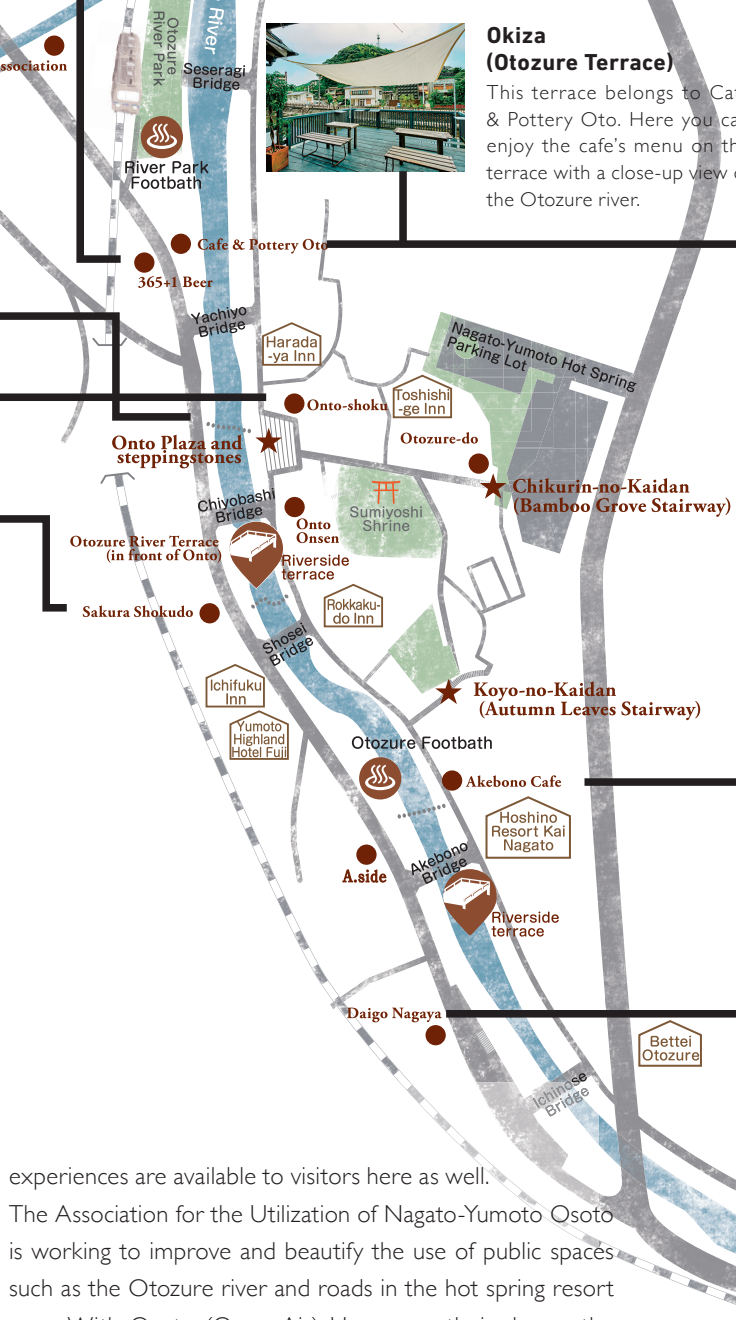 River
Otozure
River Park
Seseragi
Bridge
River Park
Footbath
Okiza
(Otozure Terrace)
This terrace belongs to
& Pottery Oto. Here you
enjoy the cafe's menu on
terrace with a close-up view
the Otozure river.
Cafe & Pottery Oto
365+1 Beer
Yachiyo
Bridge
Harada
-ya Inn
Nagato-Yumoto Hot Spring
Parking Lot
Onto-shoku
Toshishi
-ge Inn
Onto Plaza and
steppingstones
Otozure-do
Chikurin-no-Kaidan
(Bamboo Grove Stairway)
Chiyobashi
Bridge
Sumiyoshi
Shrine
Onto
Onsen
Otozure River Terrace
(in front of Onto)
Riverside
terrace
Sakura Shokudo
Rokkaku-
do Inn
Shosei
Bridge
Ichifuku
Inn
Koyo-no-Kaidan
(Autumn Leaves Stairway)
Yumoto
Highland
Hotel Fuji
Otozure Footbath
Akebono Cafe
Hoshino
Resort Kai
Nagato
Akebono
Bridge
A.side
Riverside
terrace
Daigo Nagaya
Bettei
Otozure
Ichinose
Bridge
experiences are available to visitors here as well.
The Association for the Utilization of Nagato-Yumoto Osoto
is working to improve and beautify the use of public spaces
such as the Otozure river and roads in the hot spring resort